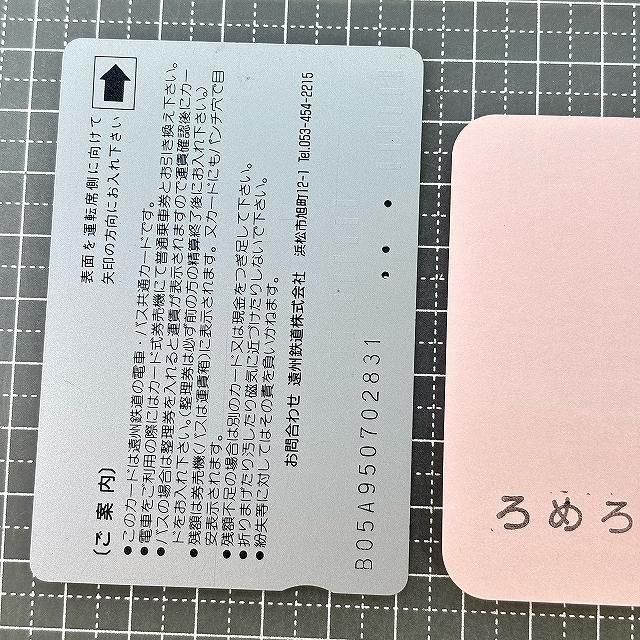 表面を運転席側に向けて
矢印の方向にお入れ下さい
(ご案内)
●このカードは遠州鉄道の電車・バス共通カードです。
●電車をご利用の際にはカード式券売機にて普通乗車券とお引き換え下さい。
●バスの場合は整理券を入れると運賃が表示されますので運賃確認後にカー
ドをお入れ下さい。(整理券は必ず前の方の精算終了後にお入れ下さい。)
●残額は券売機(バスは運賃箱)に表示されます。又カードにもパンチ穴で目
安表示されます。
●残額不足の場合は別のカード又は現金をつぎ足して下さい。
●折りまげたり汚したり磁気に近づけたりしないで下さい。
●紛失等に対してはその責を負いかねます。
お問合わせ 遠州鉄道株式会社 浜松市旭町12-1 Tel.053-454-2215
B05A950702831
ろめろ